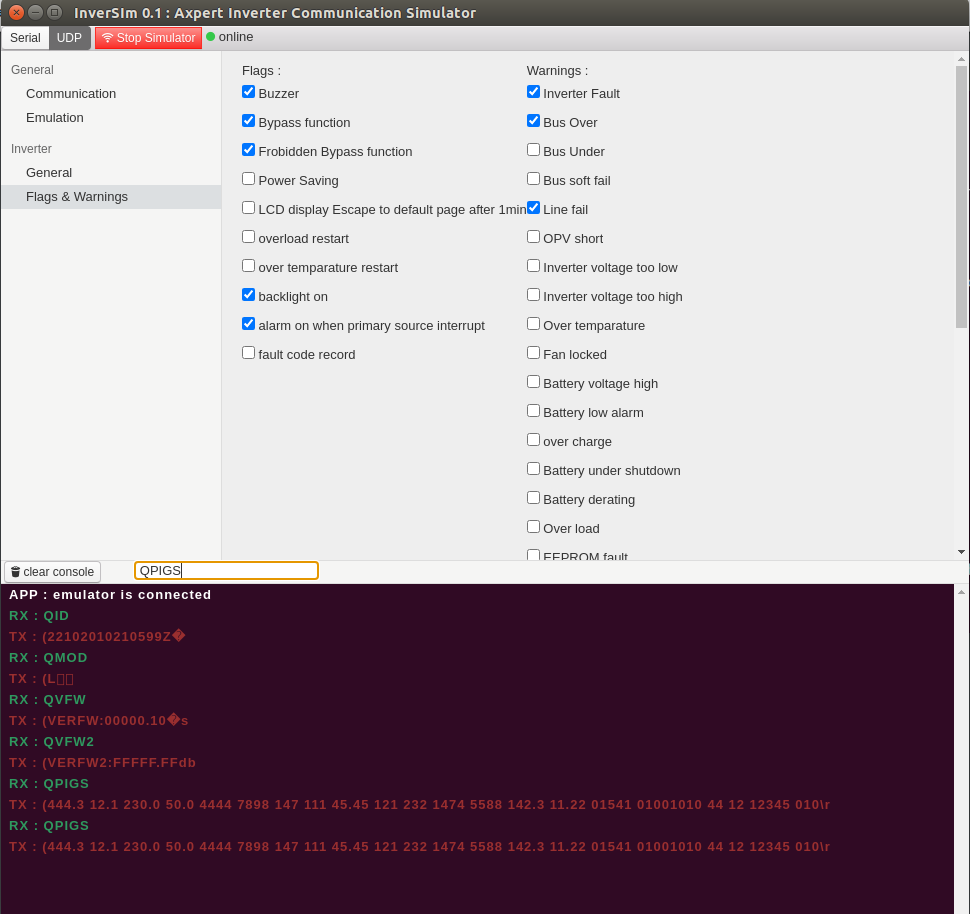 InverSIm 0.1 : Axpert Inverter Communication Simulator
Serial UDP Stop Simulator online
General
Communication
Emulation
Inverter
General
Flags & Warnings
Flags :
Buzzer
Bypass function
Frobidden Bypass function
Power Saving
LCD display Escape to default page after 1min
overload restart
over temparature restart
backlight on
alarm on when primary source interrupt
fault code record
Warnings :
Inverter Fault
Bus Over
Bus Under
Bus soft fail
Line fail
OPV short
Inverter voltage too low
Inverter voltage too high
Over temparature
Fan locked
Battery voltage high
Battery low alarm
over charge
Battery under shutdown
Battery derating
Over load
EEPROM fault
clear console QPIGS
APP : emulator is connected
RX : QID
TX : (22102010210599Z�
RX : QMOD
TX : (L
RX : QVFW
TX : (VERFW:00000.10�s
RX : QVFW2
TX : (VERFW2:FFFFF.FFdb
RX : QPIGS
TX : (444.3 12.1 230.0 50.0 4444 7898 147 111 45.45 121 232 1474 5588 142.3 11.22 01541 01001010 44 12 12345 010\r
RX : QPIGS
TX : (444.3 12.1 230.0 50.0 4444 7898 147 111 45.45 121 232 1474 5588 142.3 11.22 01541 01001010 44 12 12345 010\r